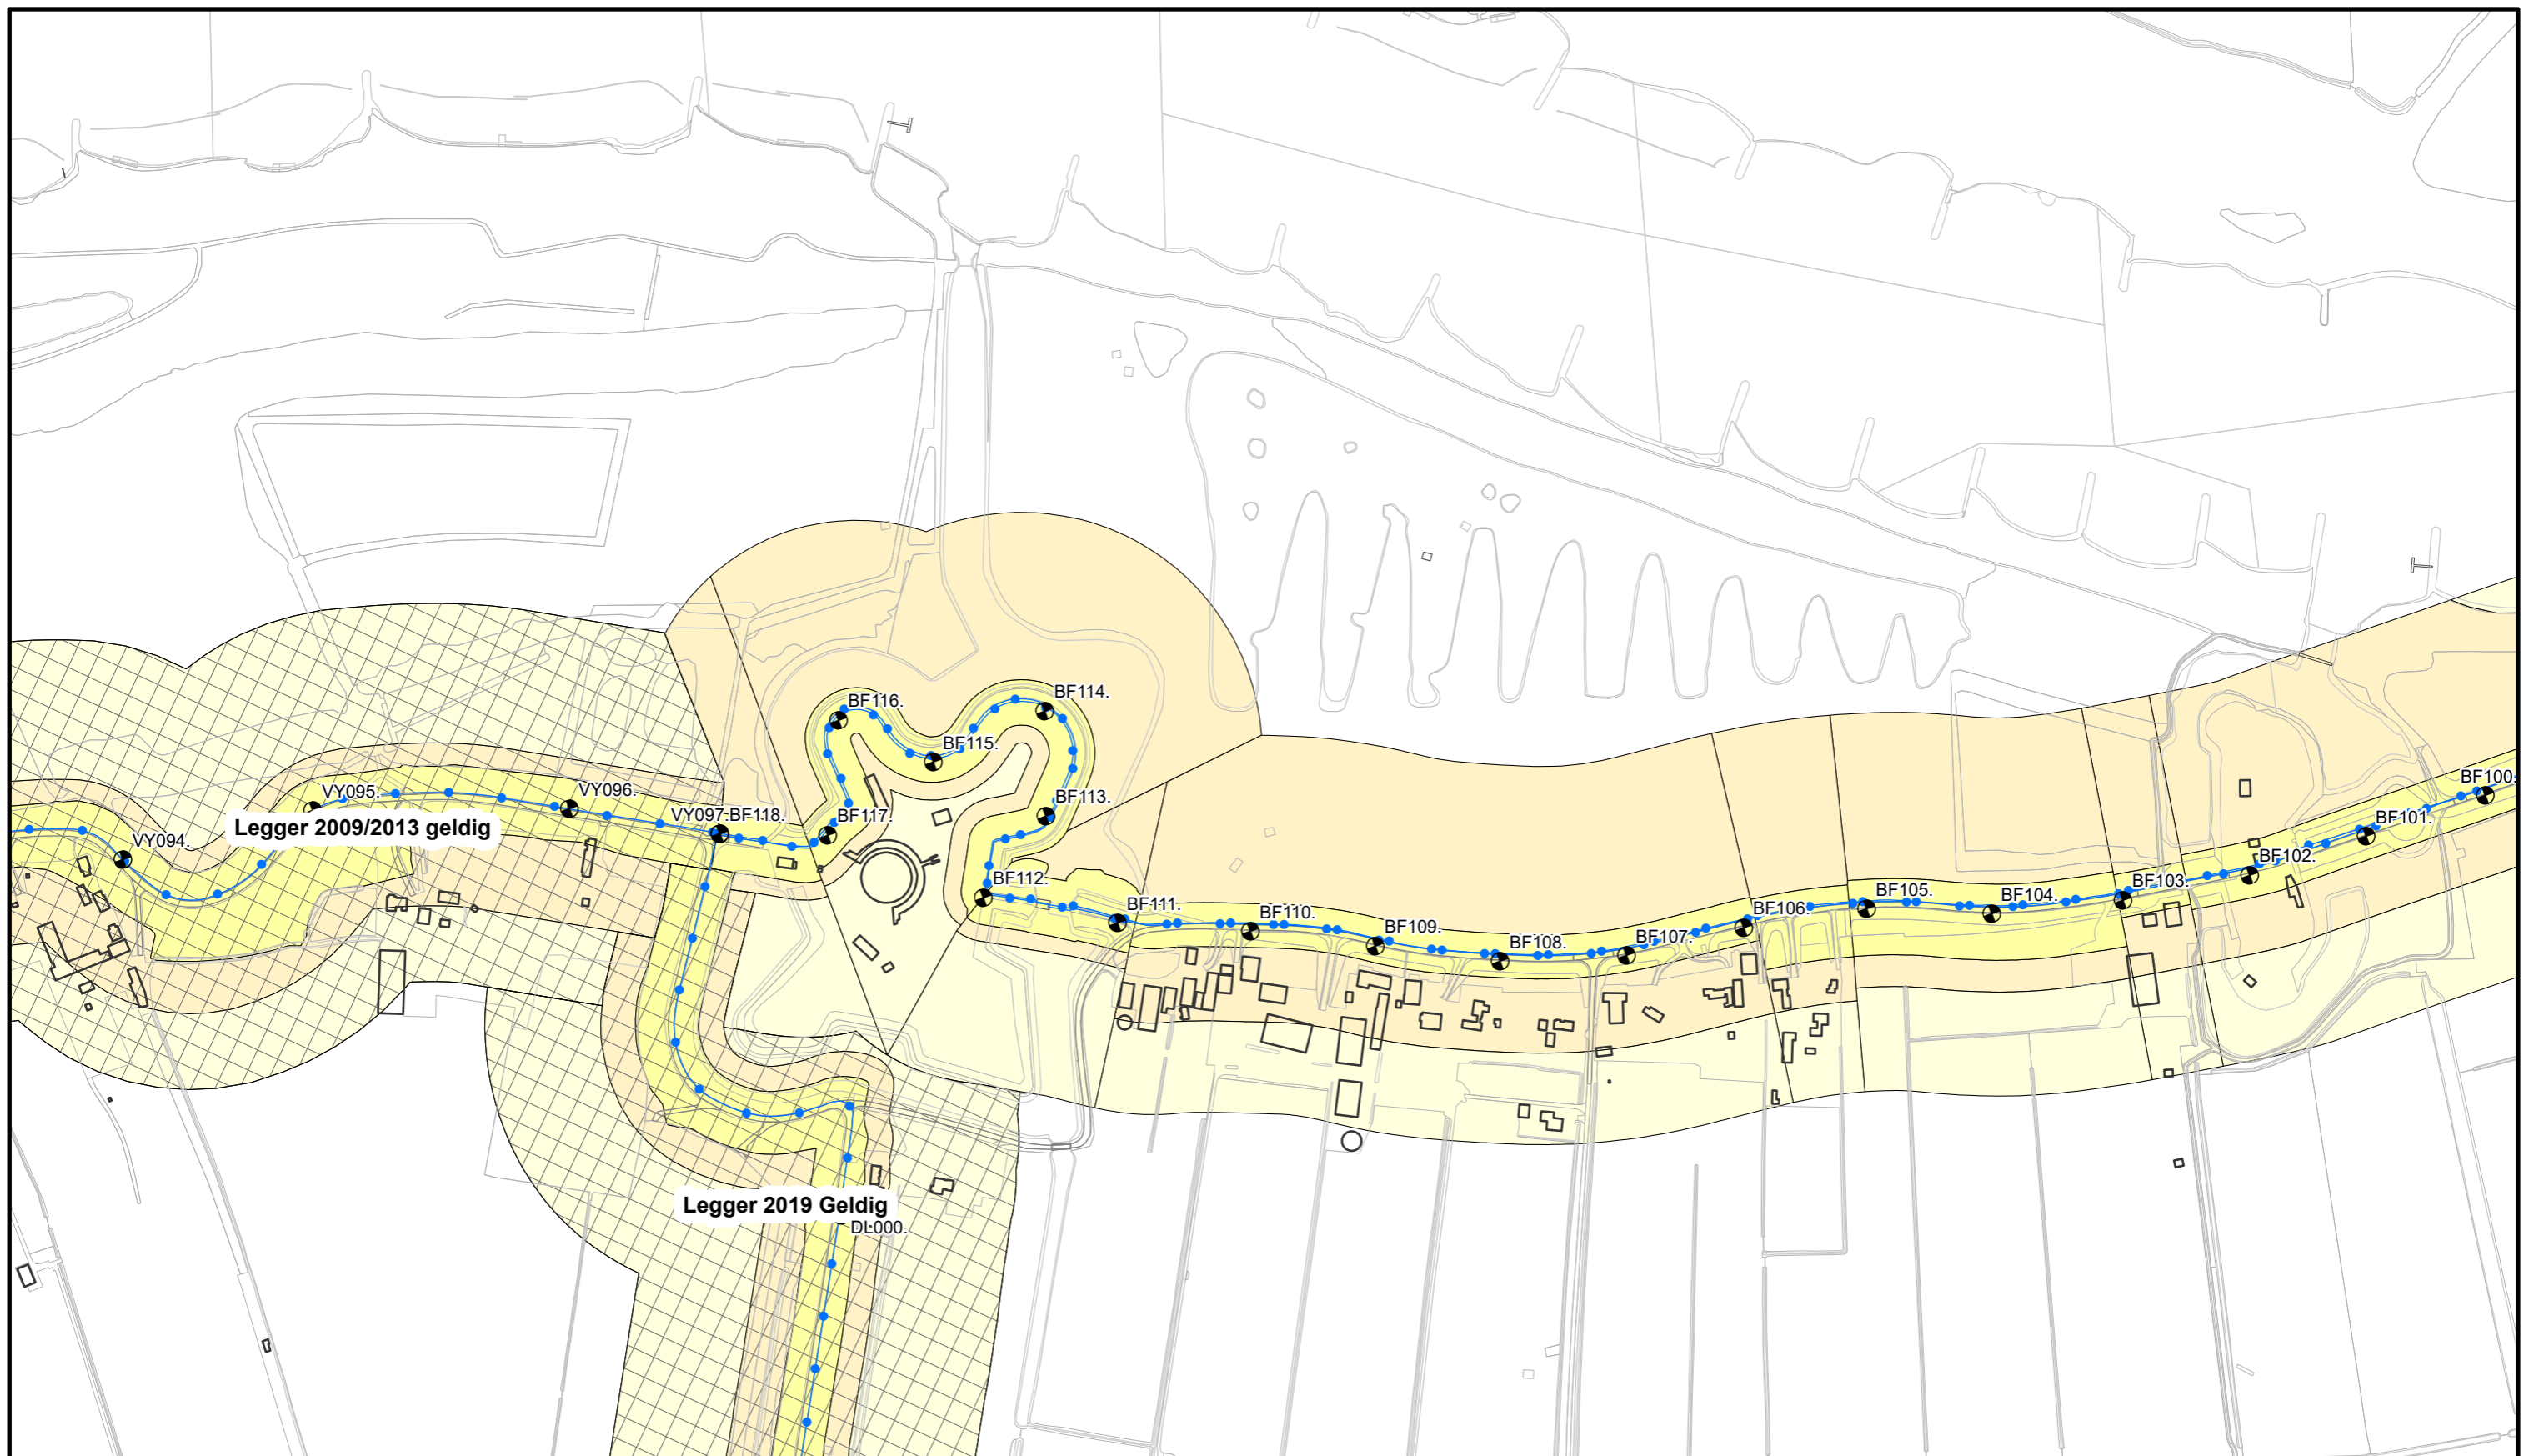 BF116.
BF114.
BF115.
BF100.
VY095.
VY096.
BF113.
VY097.
BF118.
BF117.
BF101.
Legger 2009/2013 geldig
VY094.
BF102.
BF112.
BF103.
BF105.
BF104.
BF111.
BF110.
BF106.
BF109.
BF107.
BF108.
Legger 2019 Geldig
DL000.